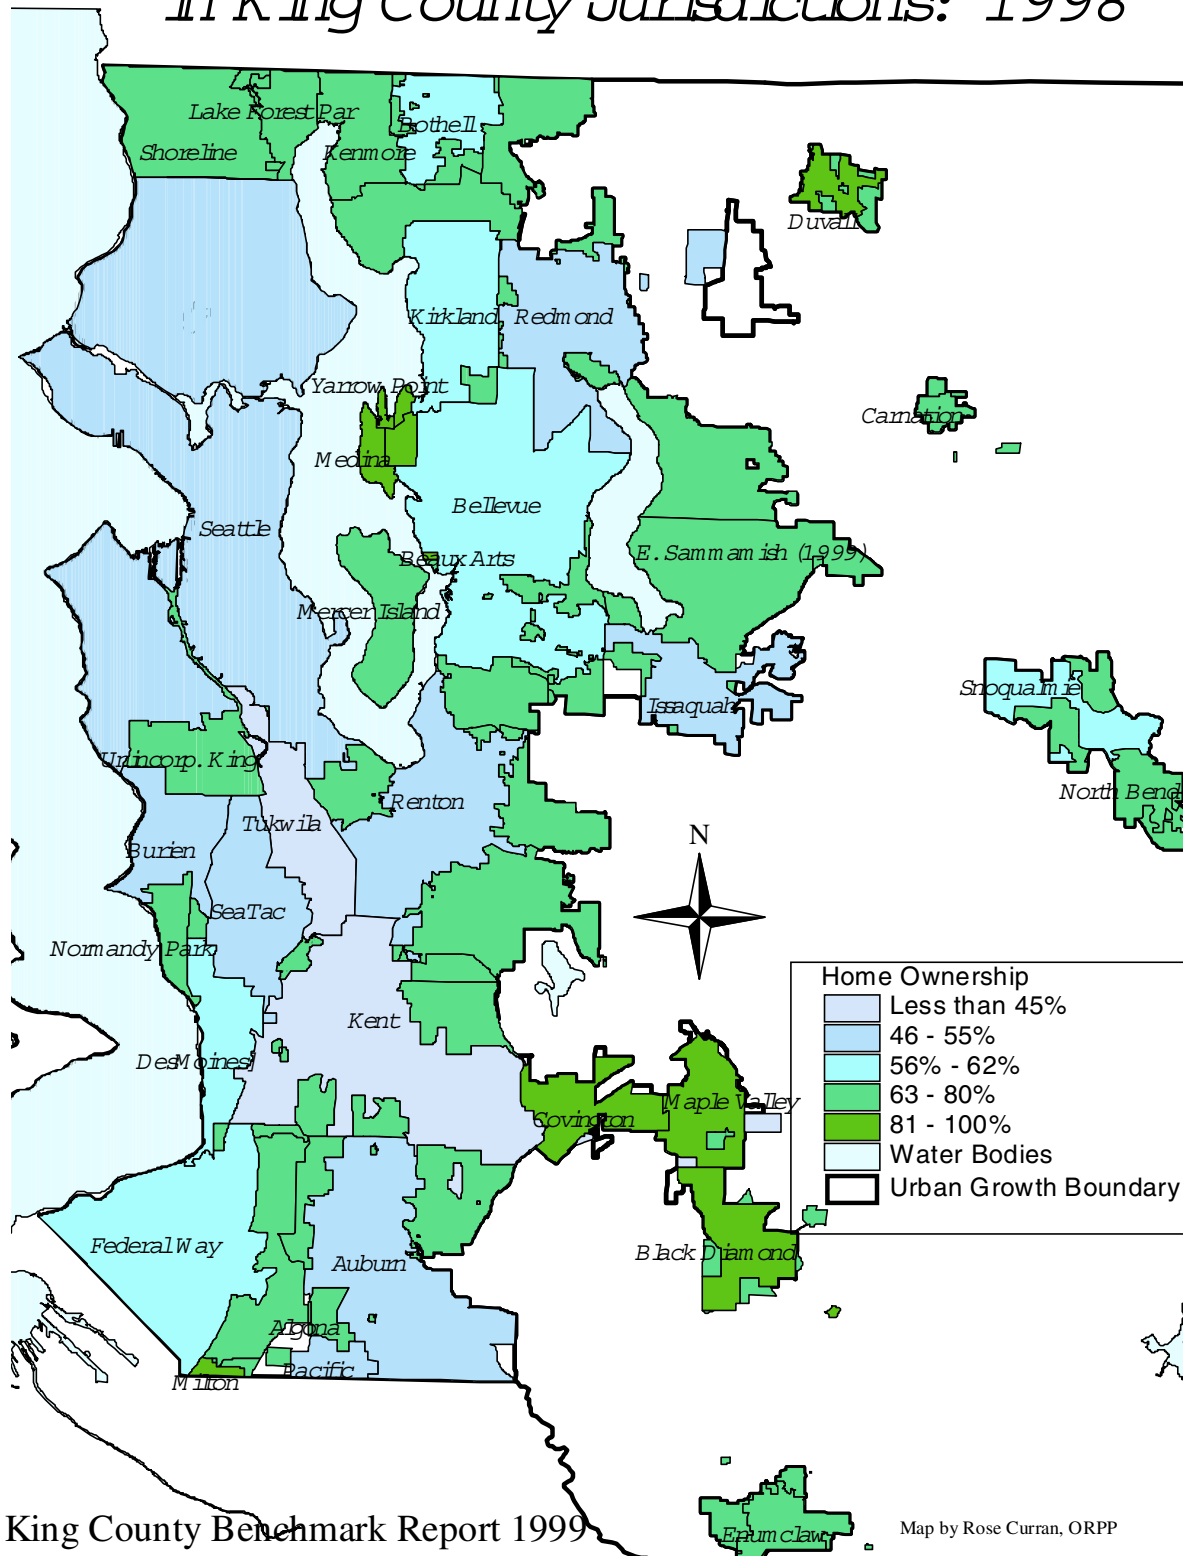 in King County Jurisdictions: 1998
Lake Forest Par
Bothell
Shoreline
Kenmore
Duvall
Kirkland
Redmond
Yarrow Point
Carnation
Medina
Bellevue
Seattle
Beaux Arts
E. Sammamish (1999)
Mercer Island
Snoqualmie
Issaquah
Unincorp. King
North Bend
Renton
Tukwila
Burien
N
SeaTac
Normandy Park
Home Ownership
Less than 45%
46 - 55%
56% - 62%
63 - 80%
81 - 100%
Water Bodies
Urban Growth Boundary
Kent
Des Moines
Maple Valley
Covington
Federal Way
Black Diamond
Auburn
Algona
Pacific
Milton
King County Benchmark Report 1999
Enumclaw
Map by Rose Curran, ORPP